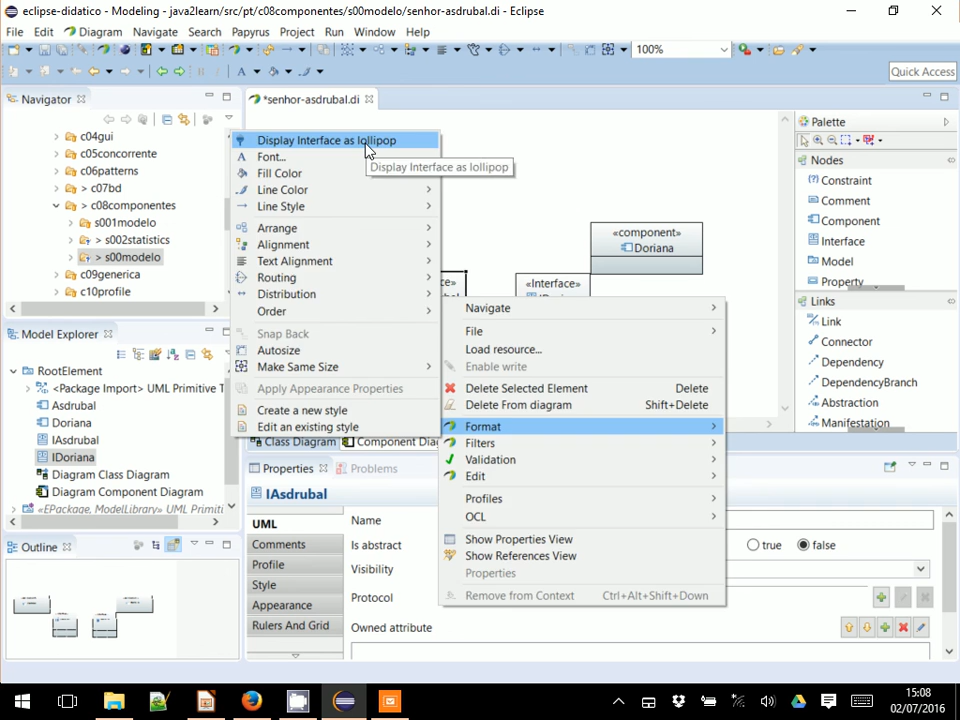 eclipse-didatico - Modeling - java2learn/src/pt/c08componentes/s00modelo/senhor-asdrubal.di - Eclipse
File Edit Diagram Navigate Search Papyrus Project Run Window Help
100%
Quick Access
Navigator
c04gui
c05concorrente
c06patterns
> c07bd
> c08componentes
s001modelo
> s002statistics
> s00modelo
c09generica
c10profile
Model Explorer
RootElement
<Package Import> UML Primitive T
Asdrubal
Doriana
IAsdrubal
IDoriana
Diagram Class Diagram
Diagram Component Diagram
«EPackage, ModelLibrary» UML Primiti
Outline
*senhor-asdrubal.di
Display Interface as lollipop
Display Interface as lollipop
Font...
Fill Color
Line Color
Line Style
Arrange
Alignment
Text Alignment
Routing
Distribution
Order
Snap Back
Autosize
Make Same Size
Apply Appearance Properties
Create a new style
Edit an existing style
«component»
Doriana
«Interface»
Navigate
File
Load resource...
Enable write
Delete Selected Element Delete
Delete From diagram Shift+Delete
Format
Filters
Validation
Edit
Profiles
OCL
Show Properties View
Show References View
Properties
Remove from Context Ctrl+Alt+Shift+Down
Palette
Nodes
Constraint
Comment
Component
Interface
Model
Property
Links
Link
Connector
Dependency
DependencyBranch
Abstraction
Manifestation
Class Diagram Component Dia
Properties Problems
IAsdrubal
UML
Comments
Profile
Style
Appearance
Rulers And Grid
Name
Is abstract
true false
Visibility
Protocol
Owned attribute
15:08
02/07/2016